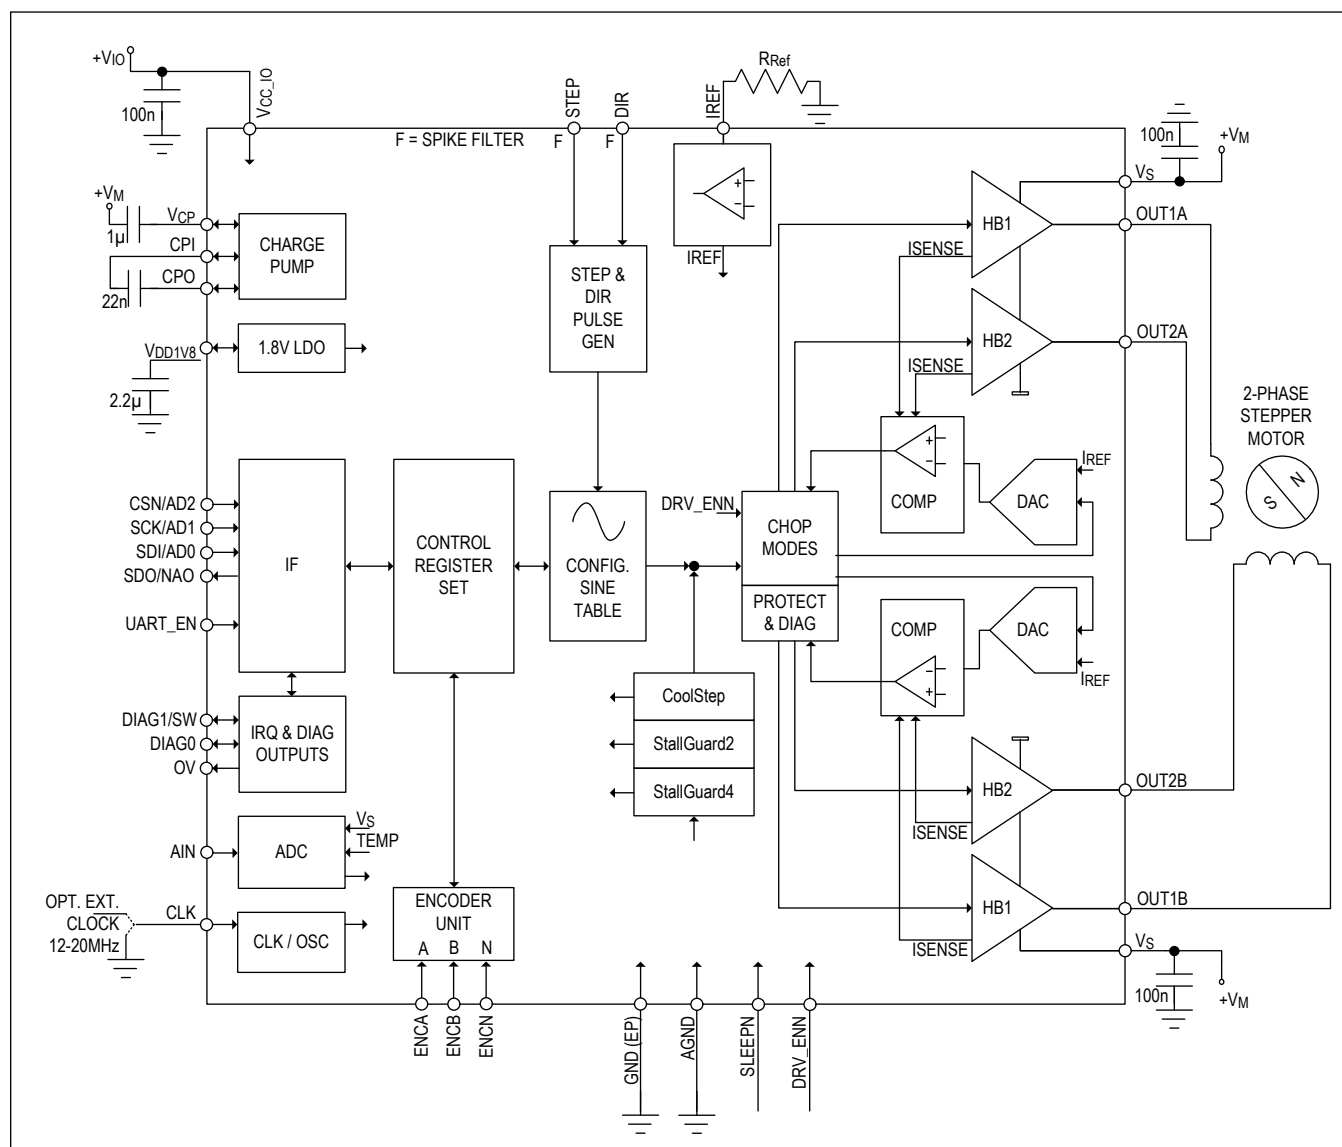 +VIO
100n
VCC_IO
F = SPIKE FILTER
STEP
F
DIR
F
IREF
RRef
IREF
100n
+VM
VS
+VM
1µ
VCP
CPI
CPO
22n
CHARGE
PUMP
VDD1V8
2.2µ
1.8V LDO
STEP &
DIR
PULSE
GEN
HB1
ISENSE
OUT1A
HB2
ISENSE
OUT2A
2-PHASE
STEPPER
MOTOR
S
N
CSN/AD2
SCK/AD1
SDI/AD0
SDO/NAO
UART_EN
IF
CONTROL
REGISTER
SET
CONFIG.
SINE
TABLE
DRV_ENN
CHOP
MODES
PROTECT
& DIAG
+
–
COMP
DAC
IREF
COMP
–
+
DAC
IREF
DIAG1/SW
DIAG0
OV
IRQ & DIAG
OUTPUTS
CoolStep
StallGuard2
StallGuard4
HB2
ISENSE
OUT2B
HB1
ISENSE
OUT1B
VS
100n
+VM
AIN
ADC
VS
TEMP
OPT. EXT.
CLOCK
12-20MHz
CLK
CLK / OSC
ENCODER
UNIT
A B N
ENCA
ENCB
ENCN
GND (EP)
AGND
SLEEPN
DRV_ENN
+
–